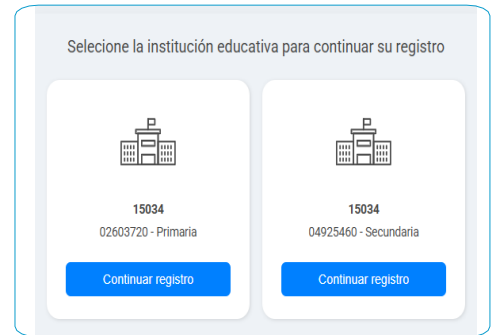 Selecione la institución educativa para continuar su registro
15034
02603720 - Primaria
Continuar registro
15034
04925460 - Secundaria
Continuar registro